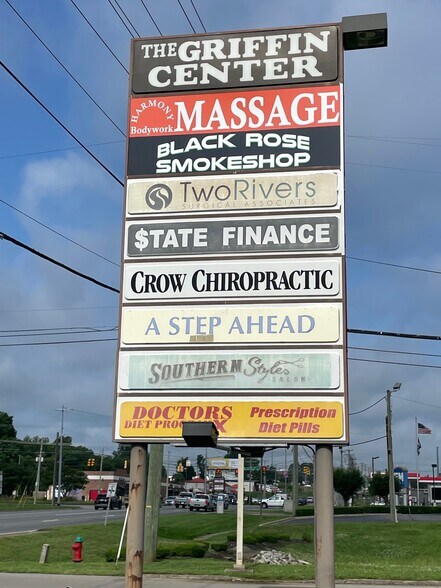 THE GRIFFIN
CENTER
HARMONY
Bodywork
MASSAGE
BLACK ROSE
SMOKESHOP
TWORIVERS
SURGICAL ASSOCIATES
$TATE FINANCE
CROW CHIROPRACTIC
A STEP AHEAD
SOUTHERN Styles
SALON
DOCTORS
DIET PRO
Prescription
Diet Pills